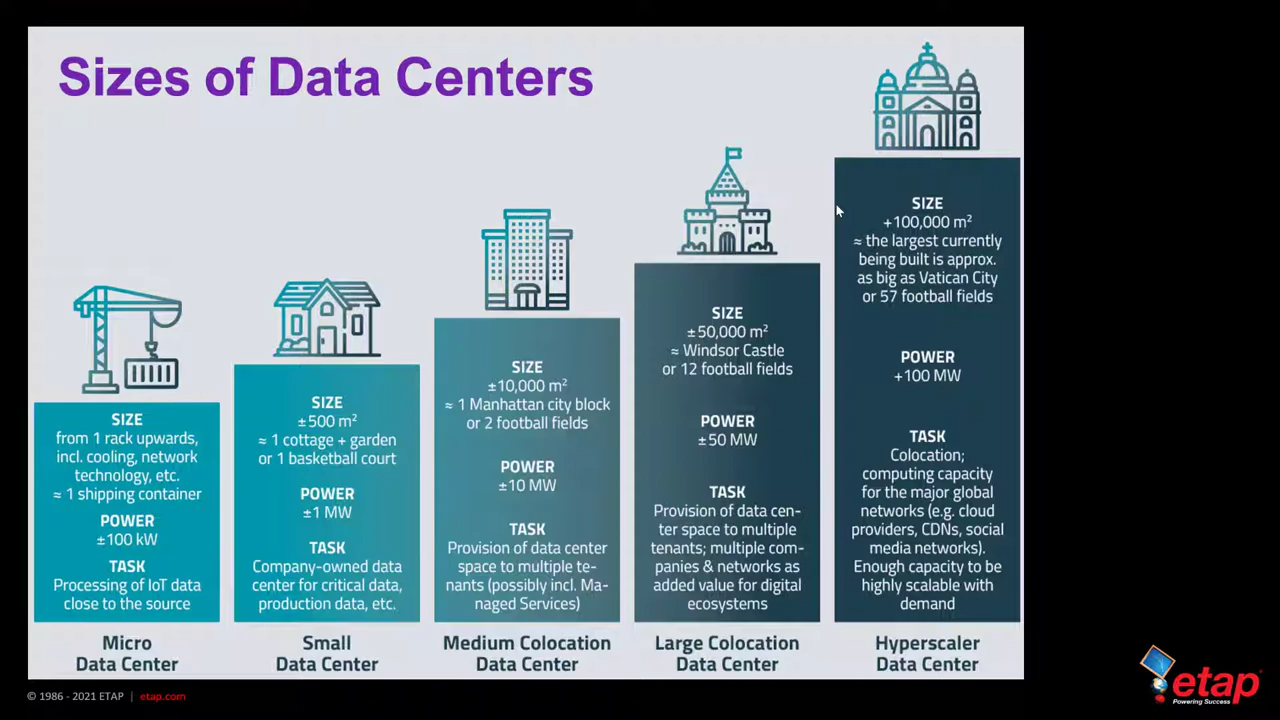 Sizes of Data Centers
SIZE
from 1 rack upwards,
incl. cooling, network
technology, etc.
≈ 1 shipping container
POWER
±100 kW
TASK
Processing of IoT data
close to the source
Micro
Data Center
SIZE
±500 m²
≈ 1 cottage + garden
or 1 basketball court
POWER
±1 MW
TASK
Company-owned data
center for critical data,
production data, etc.
Small
Data Center
SIZE
±10,000 m²
≈ 1 Manhattan city block
or 2 football fields
POWER
±10 MW
TASK
Provision of data center
space to multiple te-
nants (possibly incl. Ma-
naged Services)
Medium Colocation
Data Center
SIZE
±50,000 m²
≈ Windsor Castle
or 12 football fields
POWER
±50 MW
TASK
Provision of data cen-
ter space to multiple
tenants; multiple com-
panies & networks as
added value for digital
ecosystems
Large Colocation
Data Center
SIZE
+100,000 m²
≈ the largest currently
being built is approx.
as big as Vatican City
or 57 football fields
POWER
+100 MW
TASK
Colocation;
computing capacity
for the major global
networks (e.g. cloud
providers, CDNs, social
media networks).
Enough capacity to be
highly scalable with
demand
Hyperscaler
Data Center
© 1986 - 2021 ETAP | etap.com
etap®
Powering Success™